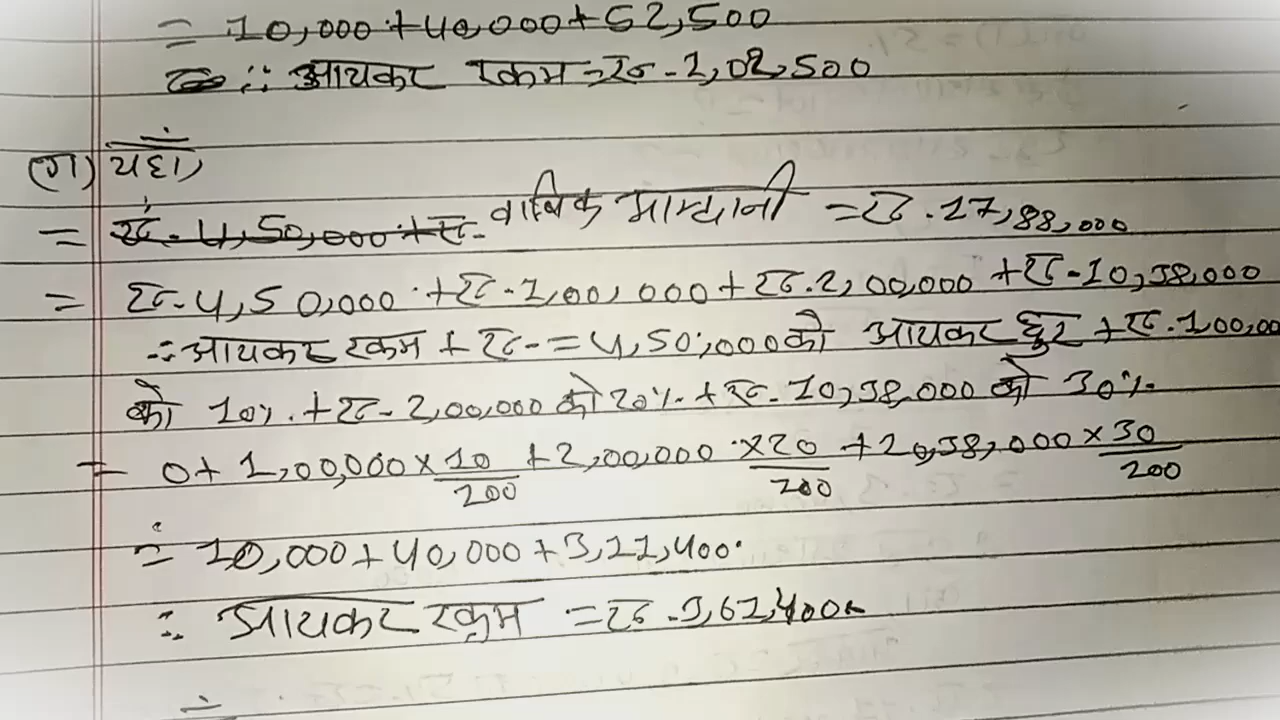 = 10,000+40,000+52,500
∴ आयकर रकम = रु. 1,02,500
(ग) यहाँ,
= रु. 4,50,000 + रु. वार्षिक आम्दानी = रु. 17,88,000
= रु. 4,50,000 + रु. 1,00,000 + रु. 2,00,000 + रु. 10,38,000
∴ आयकर रकम + रु. = 4,50,000 को आयकर छुट + रु. 1,00,00
को 10% + रु. 2,00,000 को 20% + रु. 10,38,000 को 30%
= 0 + 1,00,000 × 10/100 + 2,00,000 × 20/100 + 10,38,000 × 30/100
= 10,000 + 40,000 + 3,11,400
∴ आयकर रकम = रु. 3,61,400